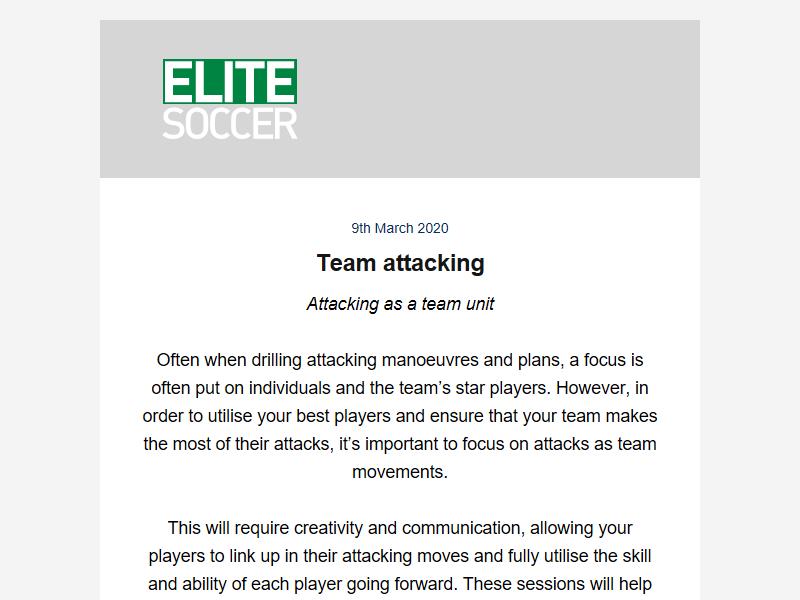 ELITE
SOCCER
9th March 2020
Team attacking
Attacking as a team unit
Often when drilling attacking manoeuvres and plans, a focus is
often put on individuals and the team’s star players. However, in
order to utilise your best players and ensure that your team makes
the most of their attacks, it’s important to focus on attacks as team
movements.
This will require creativity and communication, allowing your
players to link up in their attacking moves and fully utilise the skill
and ability of each player going forward. These sessions will help